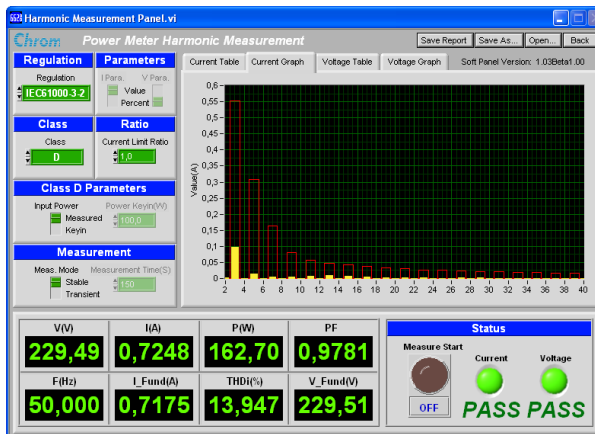 Harmonic Measurement Panel.vi
Chrom Power Meter Harmonic Measurement
Save Report Save As... Open... Back
Regulation Parameters
Current Table Current Graph Voltage Table Voltage Graph Soft Panel Version: 1.03Beta1.00
Regulation I Para. V Para.
IEC61000-3-2 Value
Percent
Class Ratio
Class Current Limit Ratio
D 1,0
Class D Parameters
Input Power Power Keyin(W)
Measured 100,0
Keyin
Measurement
Meas. Mode Measurement Time(S)
Stable 150
Transient
Value(A)
0,6
0,55
0,5
0,45
0,4
0,35
0,3
0,25
0,2
0,15
0,1
0,05
0
2 4 6 8 10 12 14 16 18 20 22 24 26 28 30 32 34 36 38 40
V(V) I(A) P(W) PF
229,49 0,7248 162,70 0,9781
F(Hz) I_Fund(A) THDi(%) V_Fund(V)
50,000 0,7175 13,947 229,51
Status
Measure Start Current Voltage
OFF PASS PASS